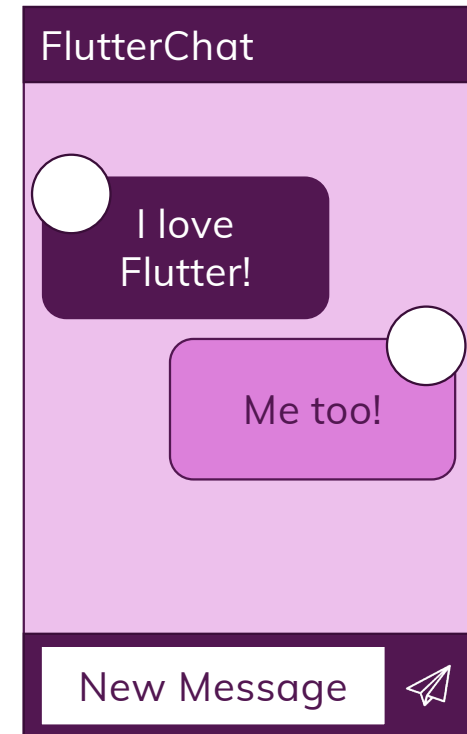 FlutterChat
I love
Flutter!
Me too!
New Message